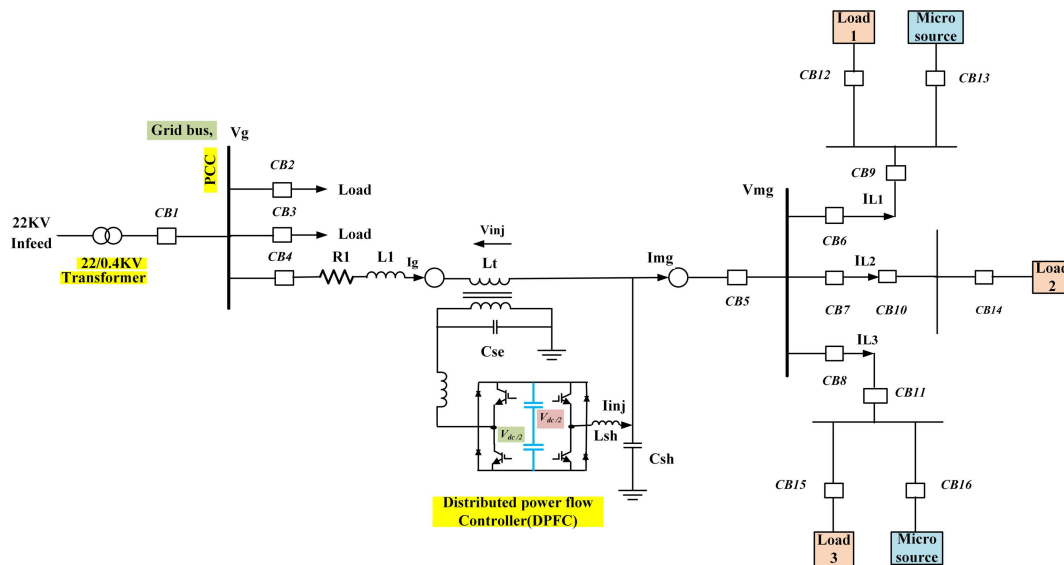 Load
1
Micro
source
CB12
CB13
Grid bus,
Vg
PCC
CB2
Load
CB9
Vmg
IL1
22KV
Infeed
CB1
CB3
Load
Vinj
CB6
22/0.4KV
Transformer
CB4
R1
L1
Ig
Lt
Img
CB5
IL2
CB7
CB10
CB14
Load
2
Cse
IL3
CB8
CB11
Vdc/2
Vdc/2
Iinj
Lsh
Csh
CB15
CB16
Distributed power flow
Controller(DPFC)
Load
3
Micro
source